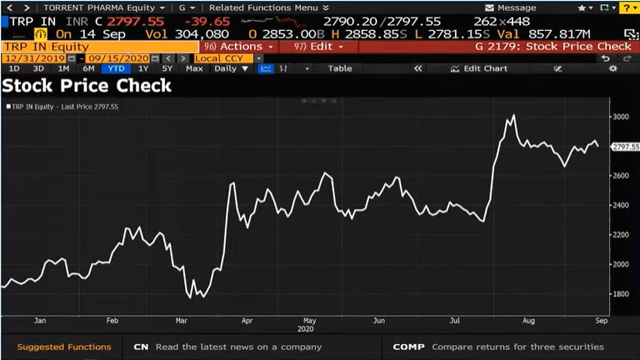 TORRENT PHARMA Equity G Related Functions Menu Message
TRP IN INR C 2797.55 -39.65 2790.20/2797.55 262×448
On 14 Sep Vol 304,080 O 2853.00B H 2858.85S L 2781.15S Val 857.817M
TRP IN Equity 96) Actions 97) Edit G 2179: Stock Price Check
12/31/2019 - 09/15/2020 Local CCY
1D 3D 1M 6M YTD 1Y 5Y Max Daily Table Edit Chart
Stock Price Check
TRP IN Equity - Last Price 2797.55
3000
2797.55
2600
2400
2200
2000
1800
Jan Feb Mar Apr May Jun Jul Aug Sep
2020
Suggested Functions CN Read the latest news on a company COMP Compare returns for three securities